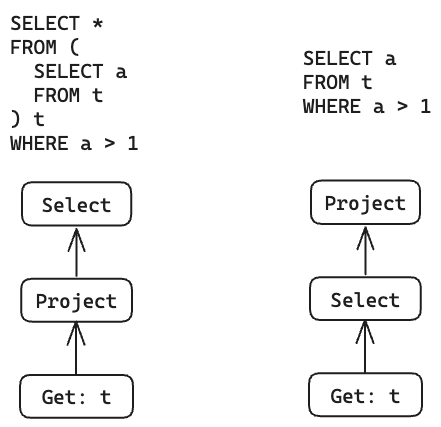 SELECT *
FROM (
  SELECT a
  FROM t
) t
WHERE a > 1
Select
Project
Get: t
SELECT a
FROM t
WHERE a > 1
Project
Select
Get: t